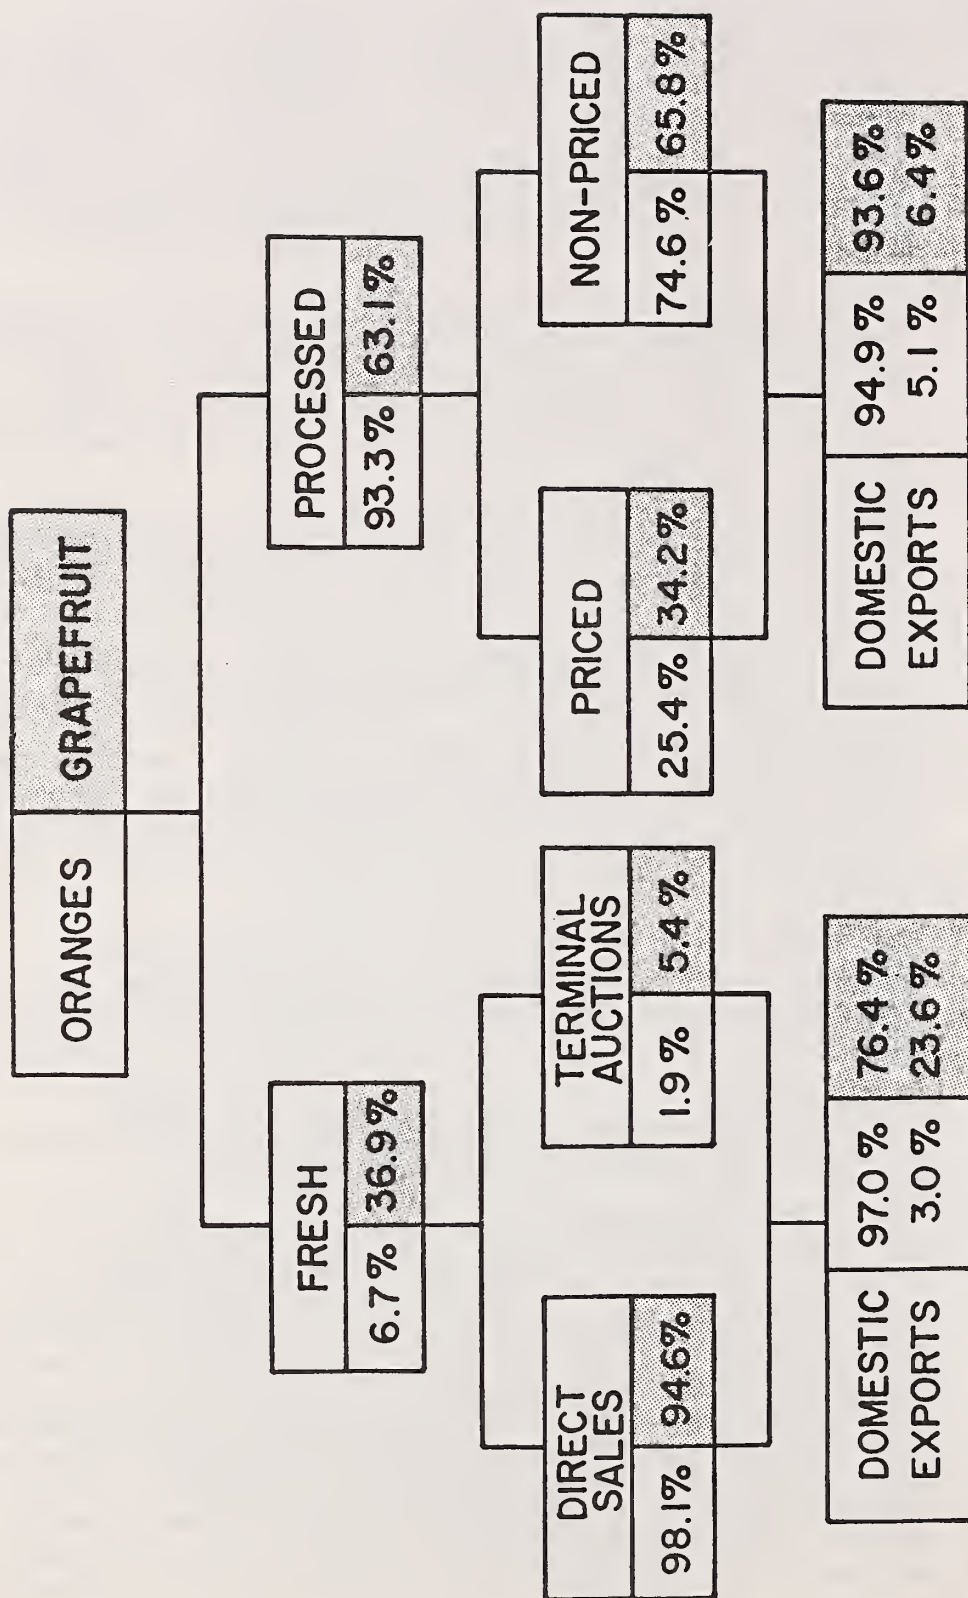 ORANGES GRAPEFRUIT
FRESH
6.7% 36.9%
PROCESSED
93.3% 63.1%
DIRECT
SALES
98.1% 94.6%
TERMINAL
AUCTIONS
1.9% 5.4%
PRICED
25.4% 34.2%
NON-PRICED
74.6% 65.8%
DOMESTIC 97.0% 76.4%
EXPORTS 3.0% 23.6%
DOMESTIC 94.9% 93.6%
EXPORTS 5.1% 6.4%